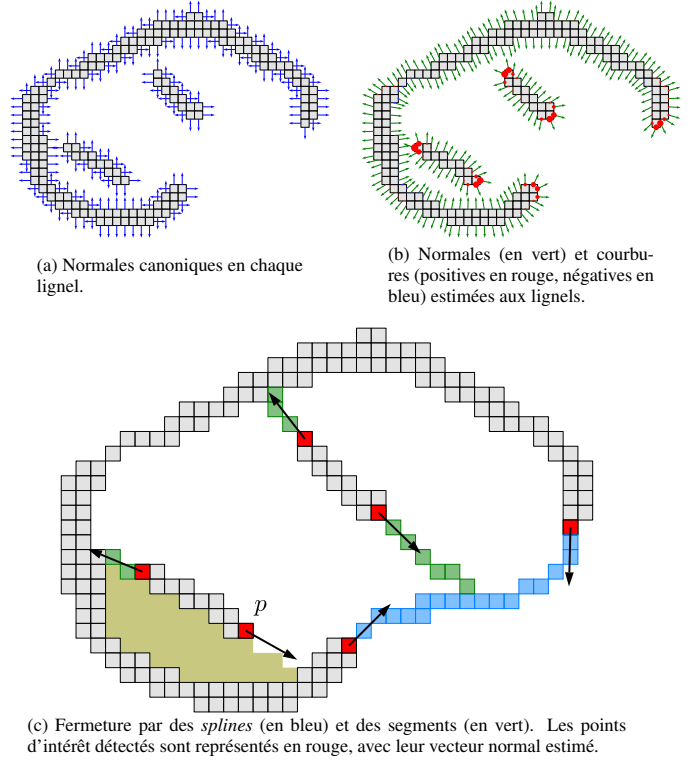 (a) Normales canoniques en chaque
lignel.
(b) Normales (en vert) et courbu-
res (positives en rouge, négatives en
bleu) estimées aux lignels.
p
(c) Fermeture par des splines (en bleu) et des segments (en vert). Les points
d'intérêt détectés sont représentés en rouge, avec leur vecteur normal estimé.